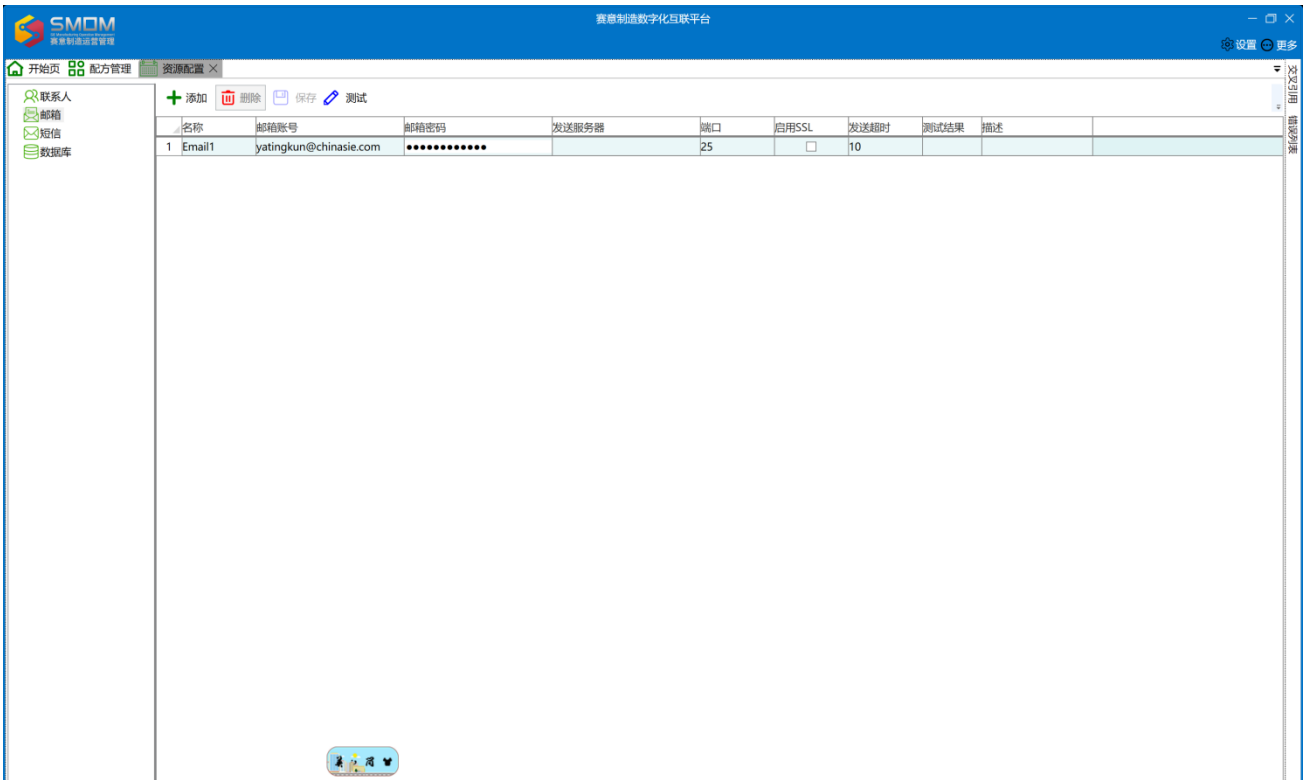 赛意制造数字化互联平台
SMOM
赛意制造运营管理
设置 更多
开始页 配方管理 资源配置
交叉引用 错误列表
联系人
邮箱
短信
数据库
添加 删除 保存 测试
名称 邮箱账号 邮箱密码 发送服务器 端口 启用SSL 发送超时 测试结果 描述
1 Email1 yatingkun@chinasie.com ●●●●●●●●●●●● 25 10